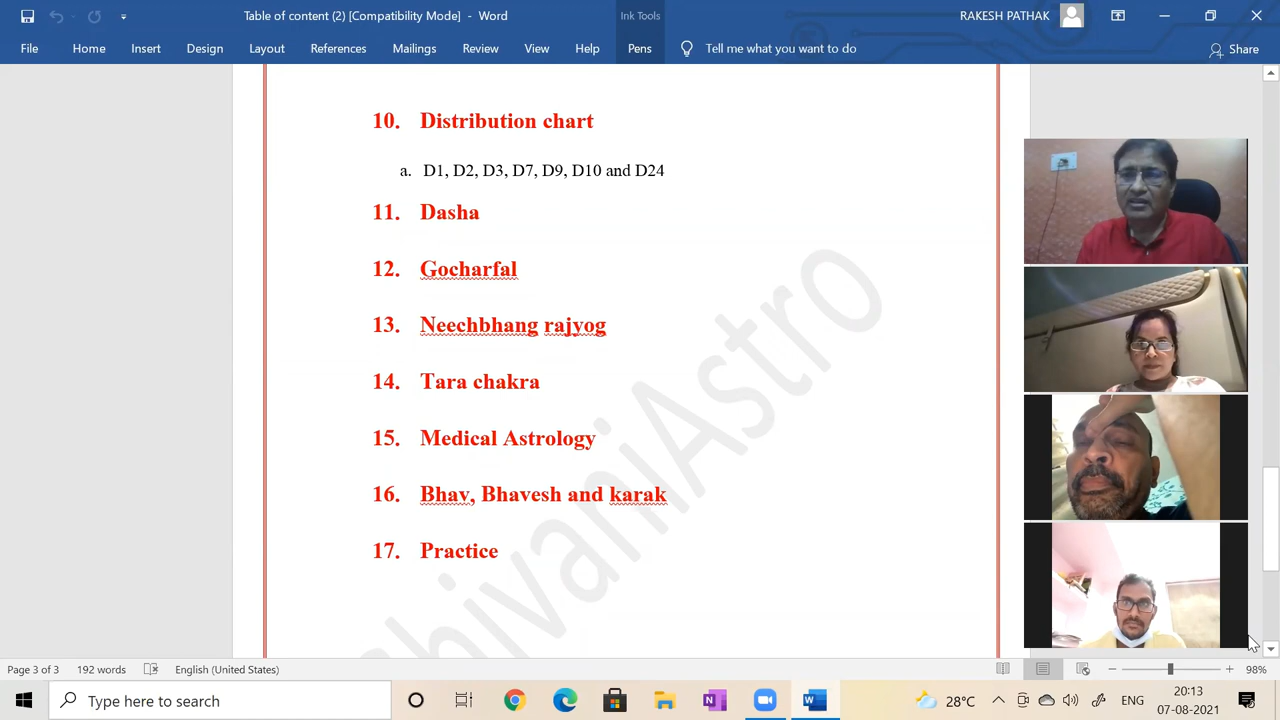 Table of content (2) [Compatibility Mode] - Word
Ink Tools
RAKESH PATHAK
File Home Insert Design Layout References Mailings Review View Help Pens Tell me what you want to do Share
10. Distribution chart
a. D1, D2, D3, D7, D9, D10 and D24
11. Dasha
12. Gocharfal
13. Neechbhang rajyog
14. Tara chakra
15. Medical Astrology
16. Bhav, Bhavesh and karak
17. Practice
hivaniAstro
Page 3 of 3 192 words English (United States) 98%
Type here to search
28°C ENG
20:13
07-08-2021